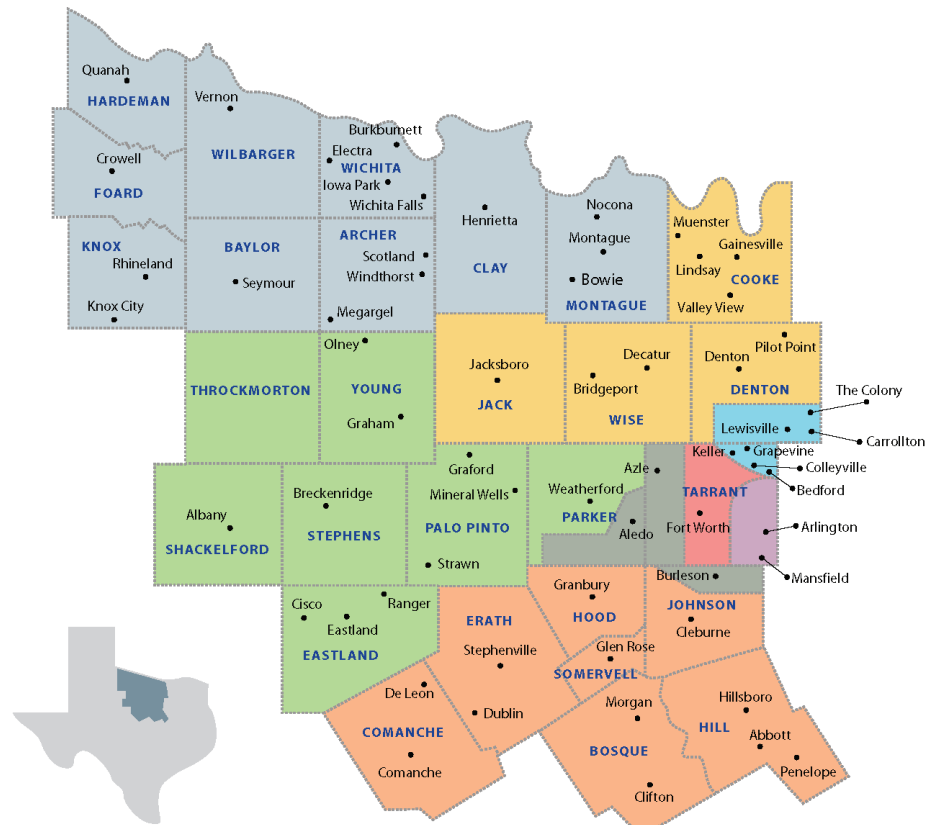 Quanah
HARDEMAN
Vernon
Crowell
FOARD
WILBARGER
Burkburnett
Electra
WICHITA
Iowa Park
Wichita Falls
Henrietta
CLAY
Nocona
Montague
Bowie
MONTAGUE
Muenster
Gainesville
Lindsay
COOKE
Valley View
KNOX
Rhineland
Knox City
BAYLOR
Seymour
ARCHER
Scotland
Windthorst
Megargel
THROCKMORTON
Olney
YOUNG
Graham
Jacksboro
JACK
Decatur
Bridgeport
WISE
Pilot Point
Denton
DENTON
The Colony
Lewisville
Carrollton
Keller
Grapevine
Colleyville
Bedford
TARRANT
Fort Worth
Arlington
Mansfield
Albany
SHACKELFORD
Breckenridge
STEPHENS
Graford
Mineral Wells
PALO PINTO
Strawn
Azle
Weatherford
PARKER
Aledo
Cisco
Ranger
Eastland
EASTLAND
ERATH
Stephenville
Dublin
Granbury
HOOD
Burleson
JOHNSON
Cleburne
Glen Rose
SOMERVELL
De Leon
COMANCHE
Comanche
Morgan
BOSQUE
Clifton
Hillsboro
HILL
Abbott
Penelope